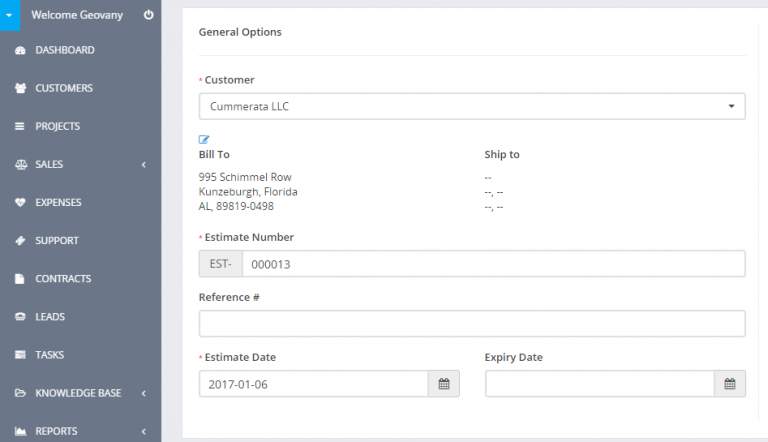 Welcome Geovany
DASHBOARD
CUSTOMERS
PROJECTS
SALES
EXPENSES
SUPPORT
CONTRACTS
LEADS
TASKS
KNOWLEDGE BASE
REPORTS
General Options
* Customer
Cummerata LLC
Bill To
995 Schimmel Row
Kunzeburgh, Florida
AL, 89819-0498
Ship to
--
--, --
--, --
* Estimate Number
EST- 000013
Reference #
* Estimate Date
2017-01-06
Expiry Date